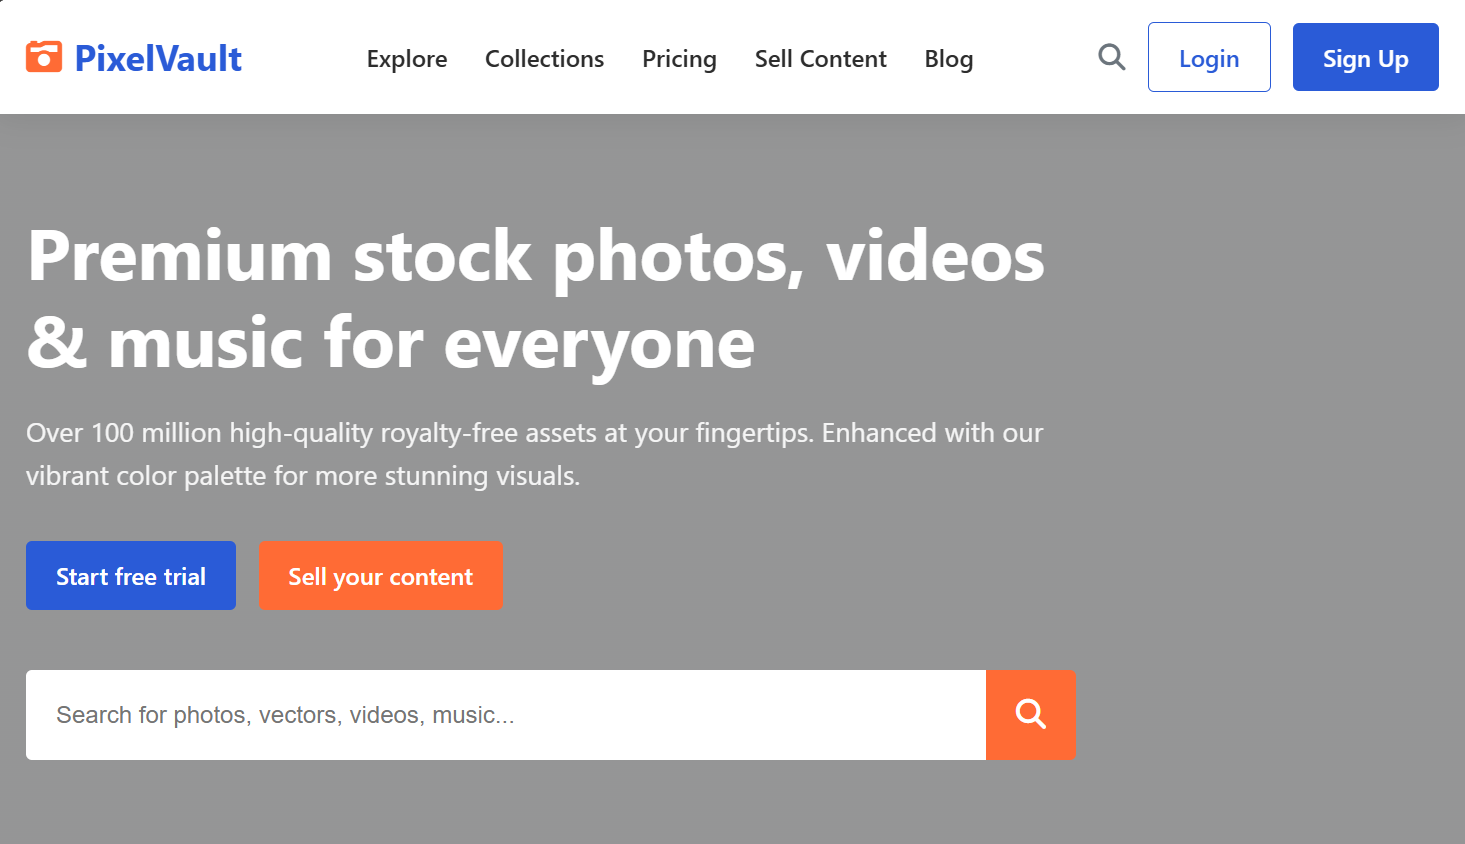 PixelVault
Explore
Collections
Pricing
Sell Content
Blog
Login
Sign Up
Premium stock photos, videos
& music for everyone
Over 100 million high-quality royalty-free assets at your fingertips. Enhanced with our
vibrant color palette for more stunning visuals.
Start free trial
Sell your content
Search for photos, vectors, videos, music...